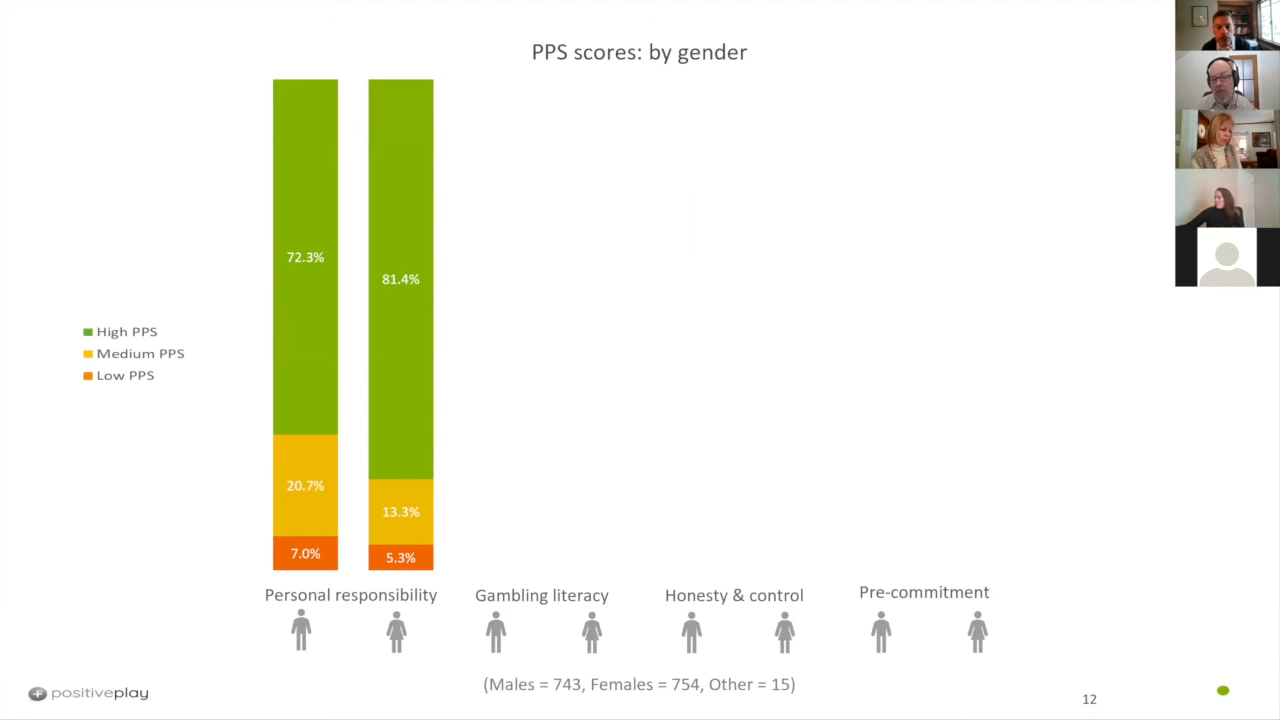 PPS scores: by gender
72.3%
81.4%
High PPS
Medium PPS
Low PPS
20.7%
13.3%
7.0%
5.3%
Personal responsibility
Gambling literacy
Honesty & control
Pre-commitment
(Males = 743, Females = 754, Other = 15)
positiveplay
12